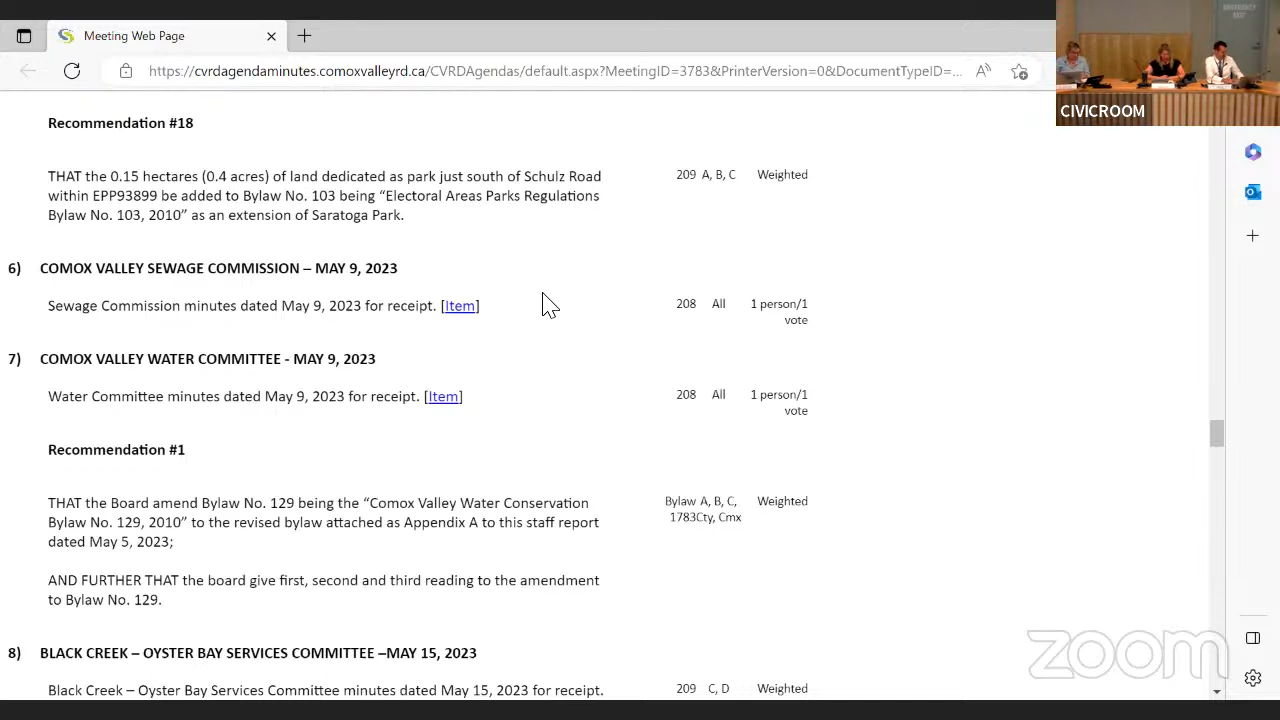 Meeting Web Page
https://cvrdagendaminutes.comoxvalleyrd.ca/CVRDAgendas/default.aspx?MeetingID=3783&PrinterVersion=0&DocumentTypeID=...
CIVICROOM
Recommendation #18
THAT the 0.15 hectares (0.4 acres) of land dedicated as park just south of Schulz Road 209 A, B, C Weighted
within EPP93899 be added to Bylaw No. 103 being “Electoral Areas Parks Regulations
Bylaw No. 103, 2010” as an extension of Saratoga Park.
6) COMOX VALLEY SEWAGE COMMISSION – MAY 9, 2023
Sewage Commission minutes dated May 9, 2023 for receipt. [Item] 208 All 1 person/1
vote
7) COMOX VALLEY WATER COMMITTEE - MAY 9, 2023
Water Committee minutes dated May 9, 2023 for receipt. [Item] 208 All 1 person/1
vote
Recommendation #1
THAT the Board amend Bylaw No. 129 being the “Comox Valley Water Conservation Bylaw A, B, C, Weighted
Bylaw No. 129, 2010” to the revised bylaw attached as Appendix A to this staff report 1783Cty, Cmx
dated May 5, 2023;
AND FURTHER THAT the board give first, second and third reading to the amendment
to Bylaw No. 129.
8) BLACK CREEK – OYSTER BAY SERVICES COMMITTEE –MAY 15, 2023
Black Creek – Oyster Bay Services Committee minutes dated May 15, 2023 for receipt. 209 C, D Weighted
zoom